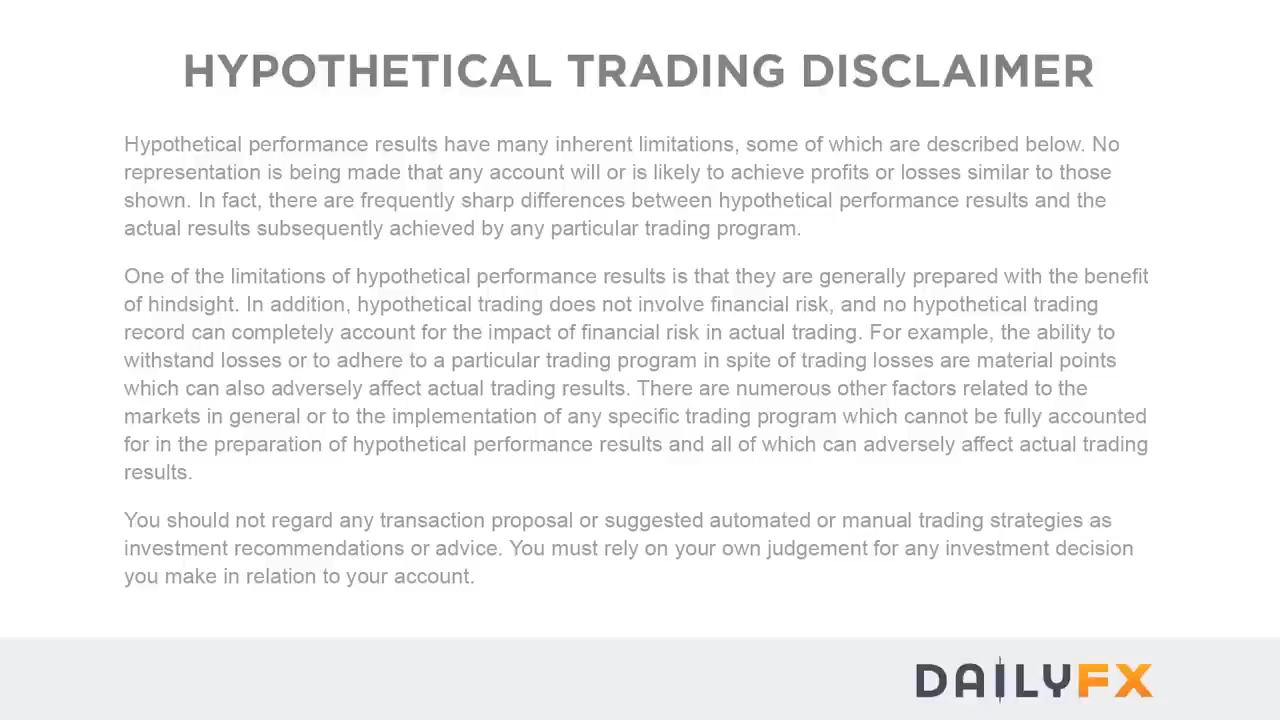 HYPOTHETICAL TRADING DISCLAIMER
Hypothetical performance results have many inherent limitations, some of which are described below. No
representation is being made that any account will or is likely to achieve profits or losses similar to those
shown. In fact, there are frequently sharp differences between hypothetical performance results and the
actual results subsequently achieved by any particular trading program.
One of the limitations of hypothetical performance results is that they are generally prepared with the benefit
of hindsight. In addition, hypothetical trading does not involve financial risk, and no hypothetical trading
record can completely account for the impact of financial risk in actual trading. For example, the ability to
withstand losses or to adhere to a particular trading program in spite of trading losses are material points
which can also adversely affect actual trading results. There are numerous other factors related to the
markets in general or to the implementation of any specific trading program which cannot be fully accounted
for in the preparation of hypothetical performance results and all of which can adversely affect actual trading
results.
You should not regard any transaction proposal or suggested automated or manual trading strategies as
investment recommendations or advice. You must rely on your own judgement for any investment decision
you make in relation to your account.
DAILYFX